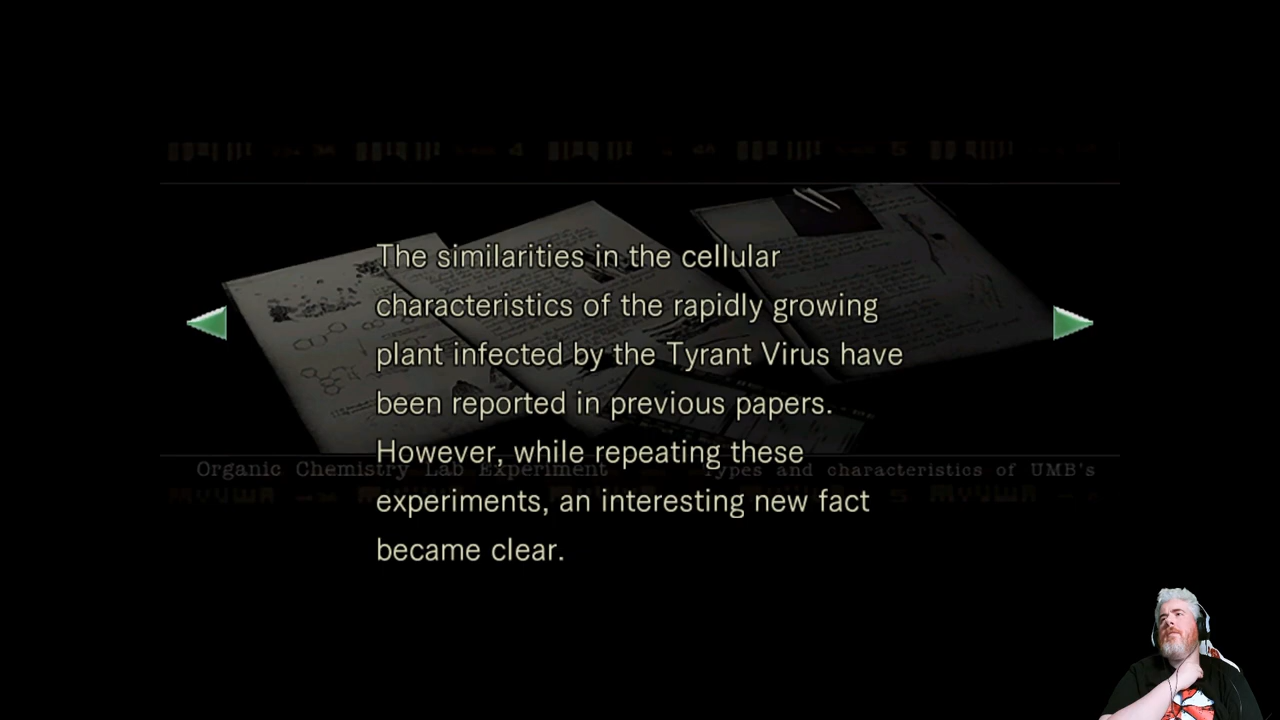 The similarities in the cellular
characteristics of the rapidly growing
plant infected by the Tyrant Virus have
been reported in previous papers.
However, while repeating these
Organic Chemistry Lab Experiment Types and characteristics of UMB's
experiments, an interesting new fact
became clear.